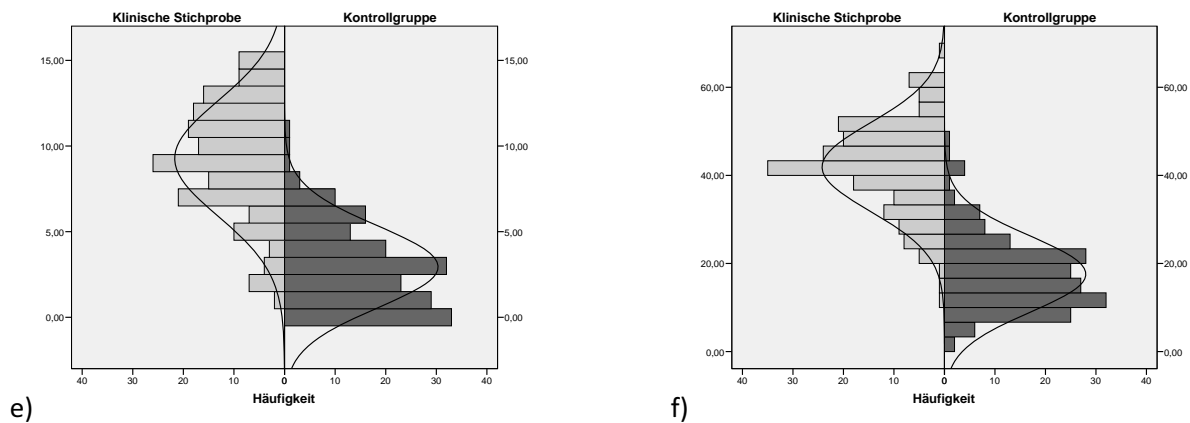 Klinische Stichprobe Kontrollgruppe
15,00 15,00
10,00 10,00
5,00 5,00
0,00 0,00
40 30 20 10 0 10 20 30 40
Häufigkeit
e)
Klinische Stichprobe Kontrollgruppe
60,00 60,00
40,00 40,00
20,00 20,00
0,00 0,00
40 30 20 10 0 10 20 30 40
Häufigkeit
f)